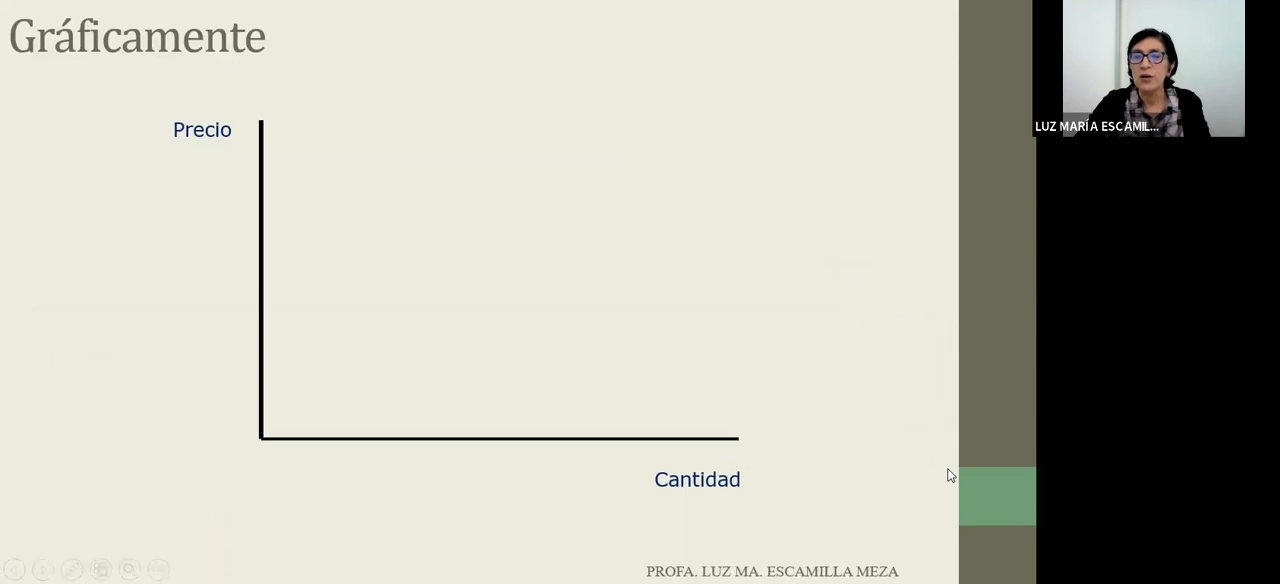 Gráficamente
LUZ MARÍA ESCAMIL...
Precio
Cantidad
PROFA. LUZ MA. ESCAMILLA MEZA